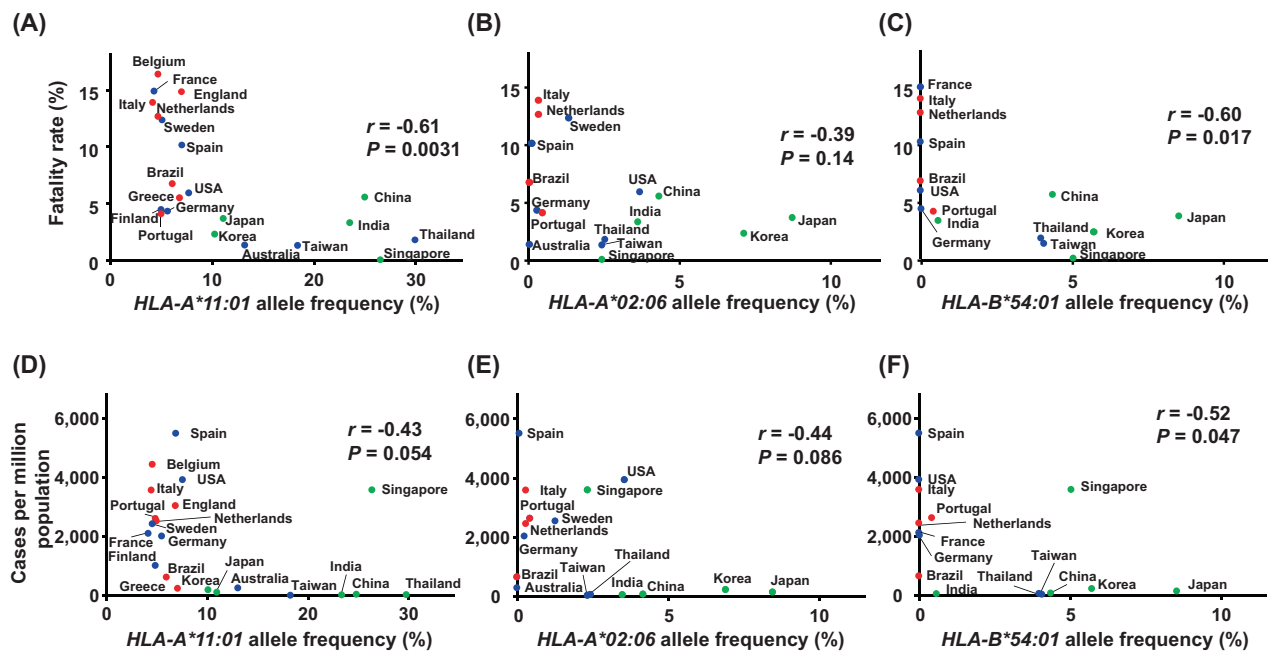 (A)
Fatality rate (%)
15
10
5
0
Belgium
France
England
Italy
Netherlands
Sweden
Spain
Brazil
USA
Greece
Germany
Finland
Portugal
Japan
Korea
Australia
Taiwan
China
India
Thailand
Singapore
r = -0.61
P = 0.0031
0
10
20
30
HLA-A*11:01 allele frequency (%)
(B)
15
10
5
0
Italy
Netherlands
Sweden
Spain
Brazil
USA
China
Germany
India
Portugal
Thailand
Japan
Korea
Australia
Taiwan
Singapore
r = -0.39
P = 0.14
0
5
10
HLA-A*02:06 allele frequency (%)
(C)
15
10
5
0
France
Italy
Netherlands
Spain
Brazil
USA
China
Portugal
India
Japan
Thailand
Korea
Germany
Taiwan
Singapore
r = -0.60
P = 0.017
0
5
10
HLA-B*54:01 allele frequency (%)
(D)
Cases per million
population
6,000
4,000
2,000
0
Spain
Belgium
USA
Italy
England
Portugal
Netherlands
Sweden
France
Germany
Finland
Brazil
Korea
Greece
Japan
Australia
Taiwan
India
China
Thailand
Singapore
r = -0.43
P = 0.054
0
10
20
30
HLA-A*11:01 allele frequency (%)
(E)
6,000
4,000
2,000
0
Spain
USA
Italy
Singapore
Portugal
Sweden
Netherlands
Germany
Thailand
Taiwan
Brazil
Australia
India
China
Korea
Japan
r = -0.44
P = 0.086
0
5
10
HLA-A*02:06 allele frequency (%)
(F)
6,000
4,000
2,000
0
Spain
USA
Italy
Singapore
Portugal
Netherlands
France
Germany
Taiwan
Brazil
Thailand
China
Korea
Japan
India
r = -0.52
P = 0.047
0
5
10
HLA-B*54:01 allele frequency (%)